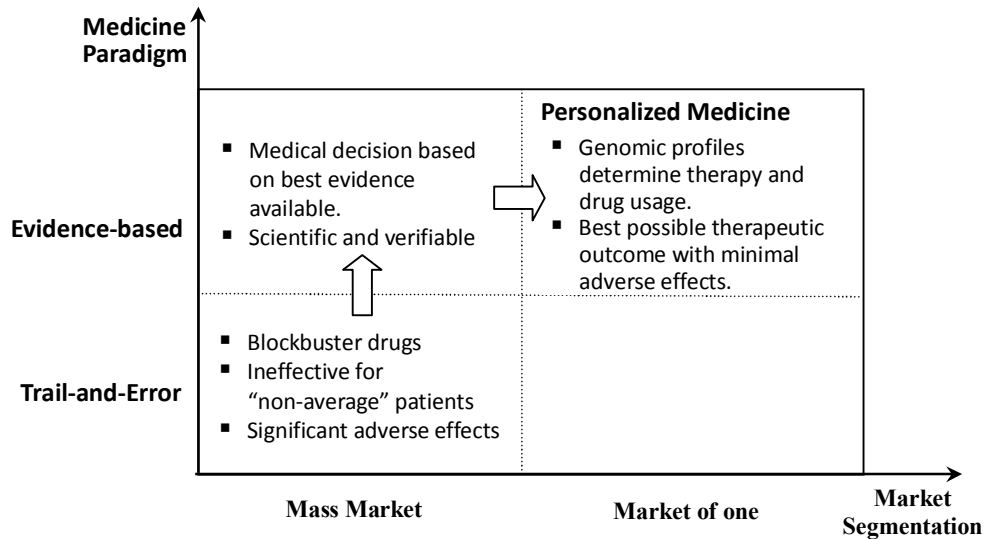 Medicine
Paradigm
Personalized Medicine
▪ Medical decision based
on best evidence
available.
▪ Scientific and verifiable
▪ Genomic profiles
determine therapy and
drug usage.
▪ Best possible therapeutic
outcome with minimal
adverse effects.
Evidence-based
▪ Blockbuster drugs
▪ Ineffective for
“non-average” patients
▪ Significant adverse effects
Trail-and-Error
Mass Market
Market of one
Market
Segmentation